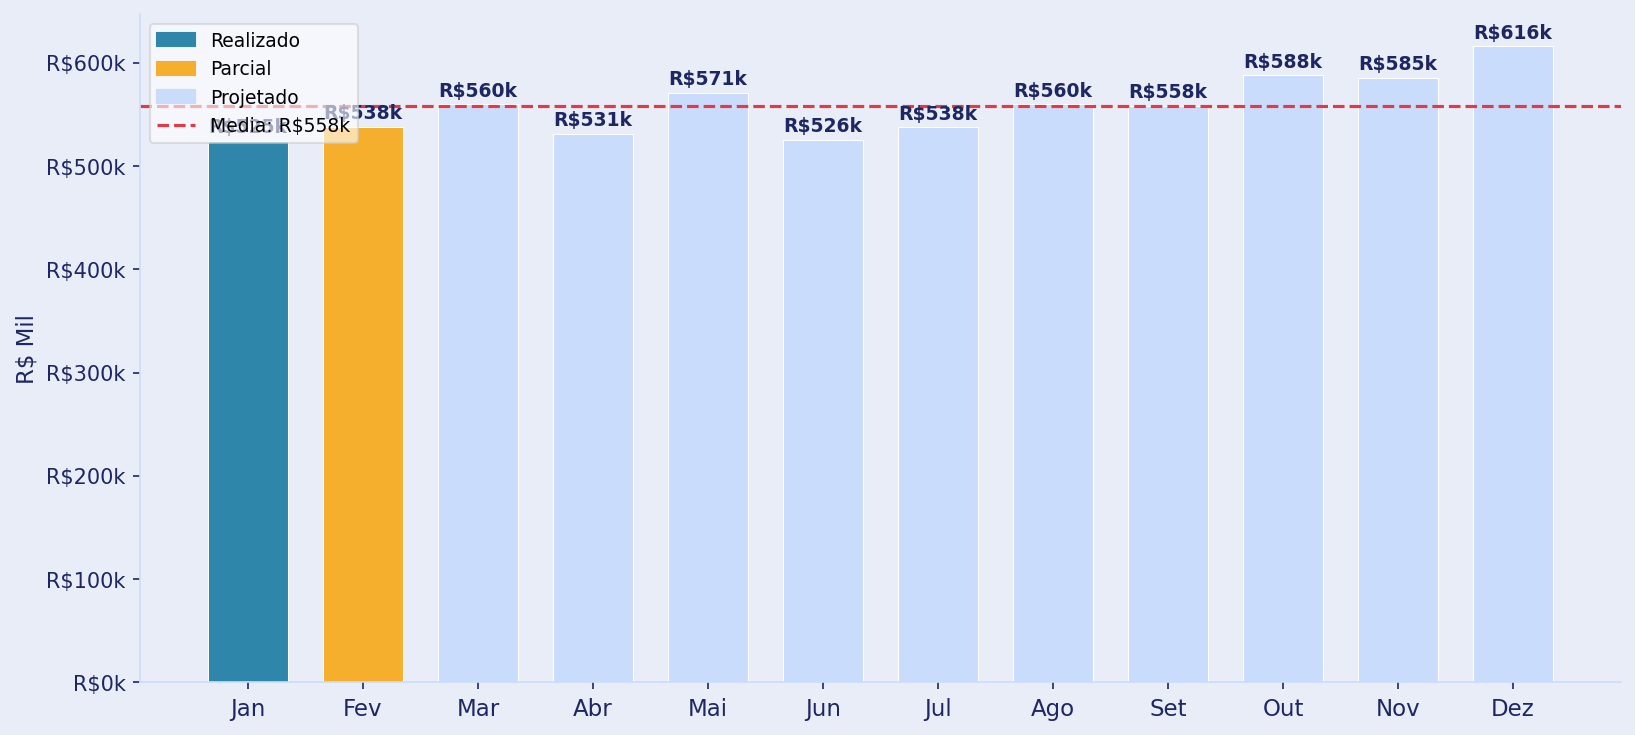 Realizado
Parcial
Projetado
Media: R$558k
R$538k
R$560k
R$531k
R$571k
R$526k
R$538k
R$560k
R$558k
R$588k
R$585k
R$616k
R$600k
R$500k
R$400k
R$300k
R$200k
R$100k
R$0k
R$ Mil
Jan Fev Mar Abr Mai Jun Jul Ago Set Out Nov Dez